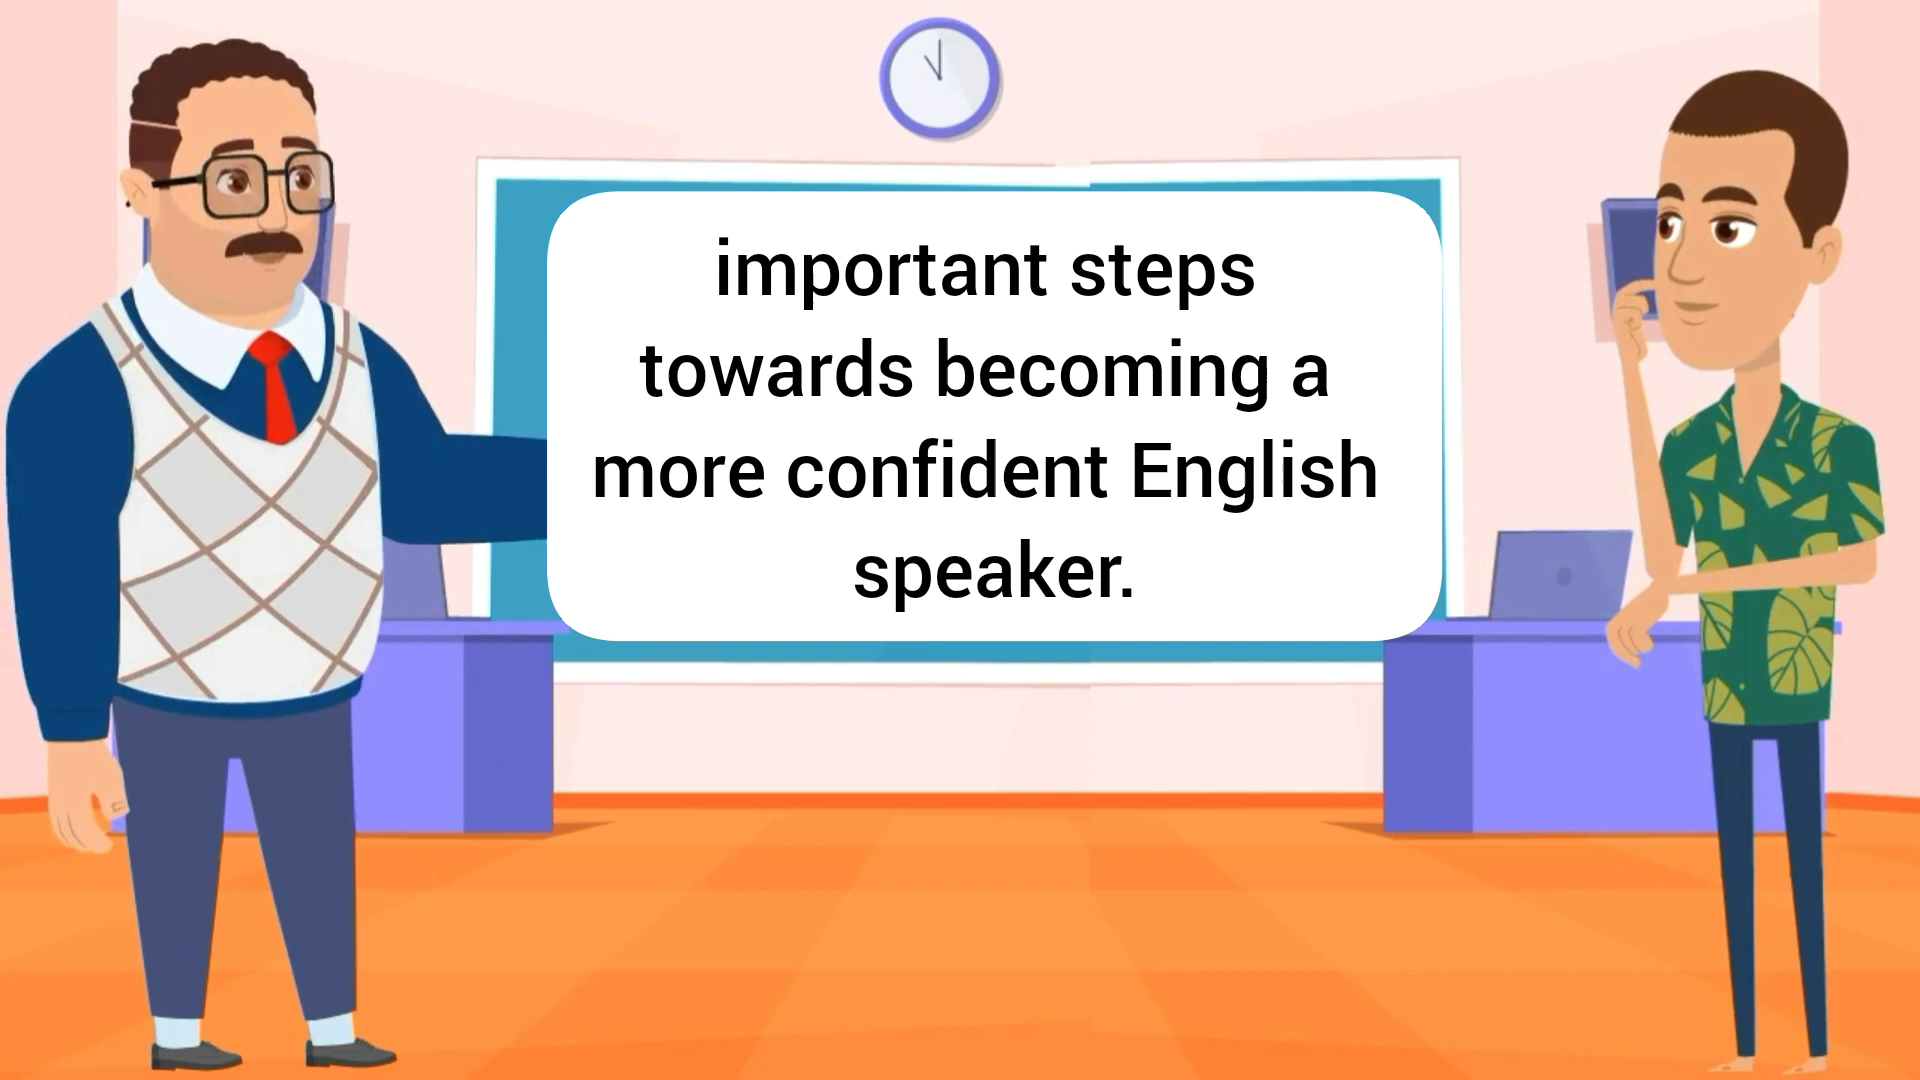 important steps
towards becoming a
more confident English
speaker.